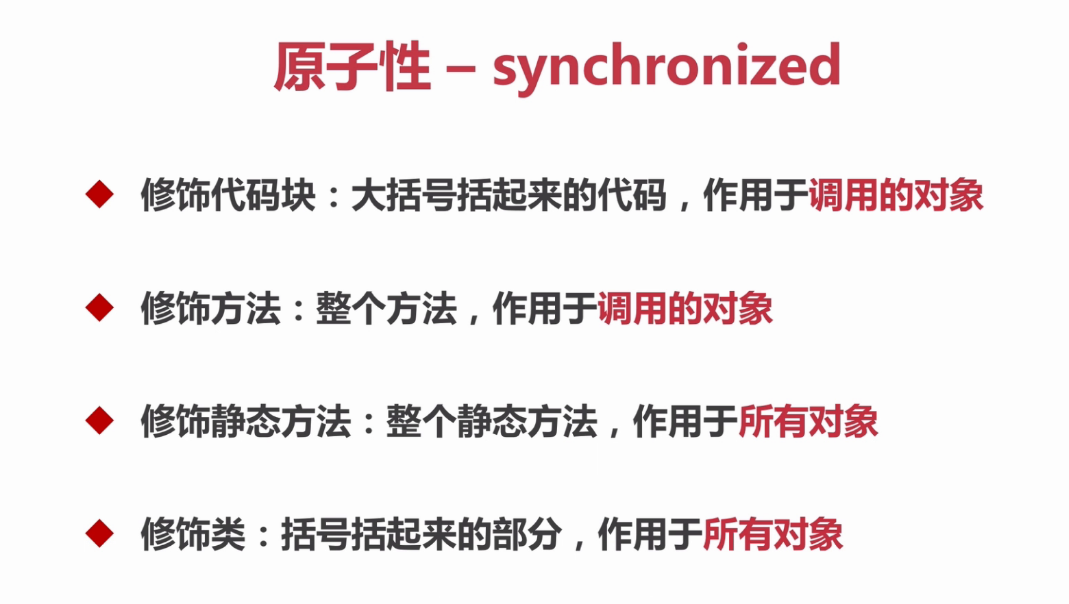 原子性 – synchronized
修饰代码块：大括号括起来的代码，作用于调用的对象
修饰方法：整个方法，作用于调用的对象
修饰静态方法：整个静态方法，作用于所有对象
修饰类：括号括起来的部分，作用于所有对象